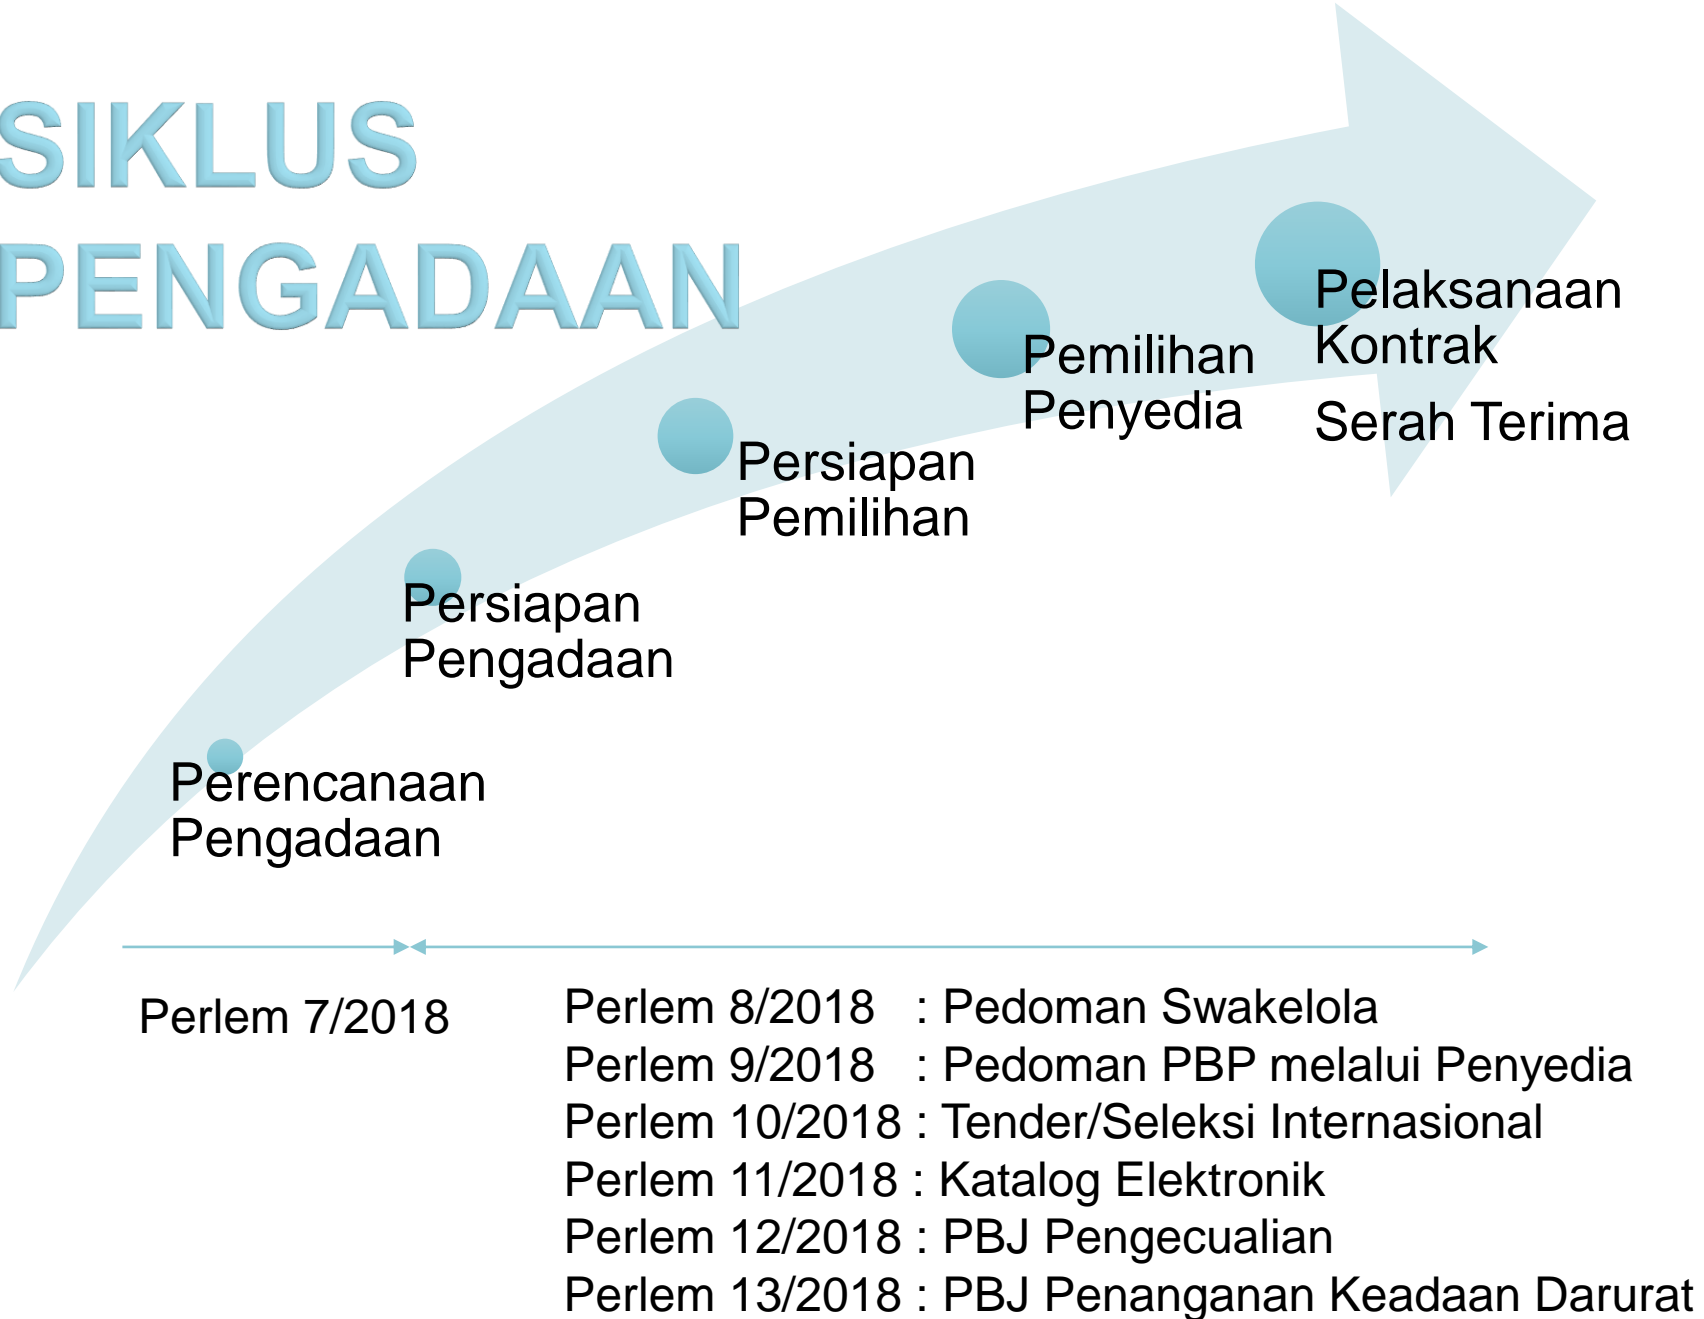 SIKLUS
PENGADAAN
Perencanaan
Pengadaan
Persiapan
Pengadaan
Persiapan
Pemilihan
Pemilihan
Penyedia
Pelaksanaan
Kontrak
Serah Terima
Perlem 7/2018
Perlem 8/2018 : Pedoman Swakelola
Perlem 9/2018 : Pedoman PBP melalui Penyedia
Perlem 10/2018 : Tender/Seleksi Internasional
Perlem 11/2018 : Katalog Elektronik
Perlem 12/2018 : PBJ Pengecualian
Perlem 13/2018 : PBJ Penanganan Keadaan Darurat